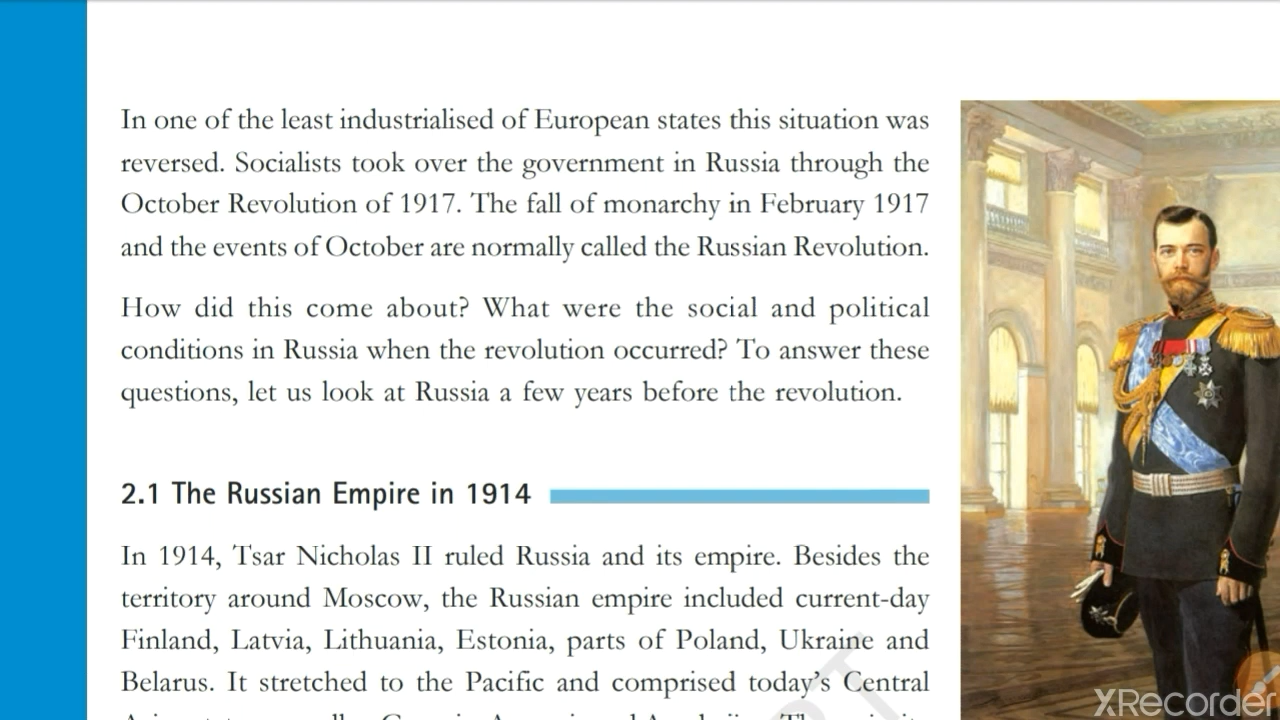 In one of the least industrialised of European states this situation was
reversed. Socialists took over the government in Russia through the
October Revolution of 1917. The fall of monarchy in February 1917
and the events of October are normally called the Russian Revolution.
How did this come about? What were the social and political
conditions in Russia when the revolution occurred? To answer these
questions, let us look at Russia a few years before the revolution.
2.1 The Russian Empire in 1914
In 1914, Tsar Nicholas II ruled Russia and its empire. Besides the
territory around Moscow, the Russian empire included current-day
Finland, Latvia, Lithuania, Estonia, parts of Poland, Ukraine and
Belarus. It stretched to the Pacific and comprised today's Central
XRecorder